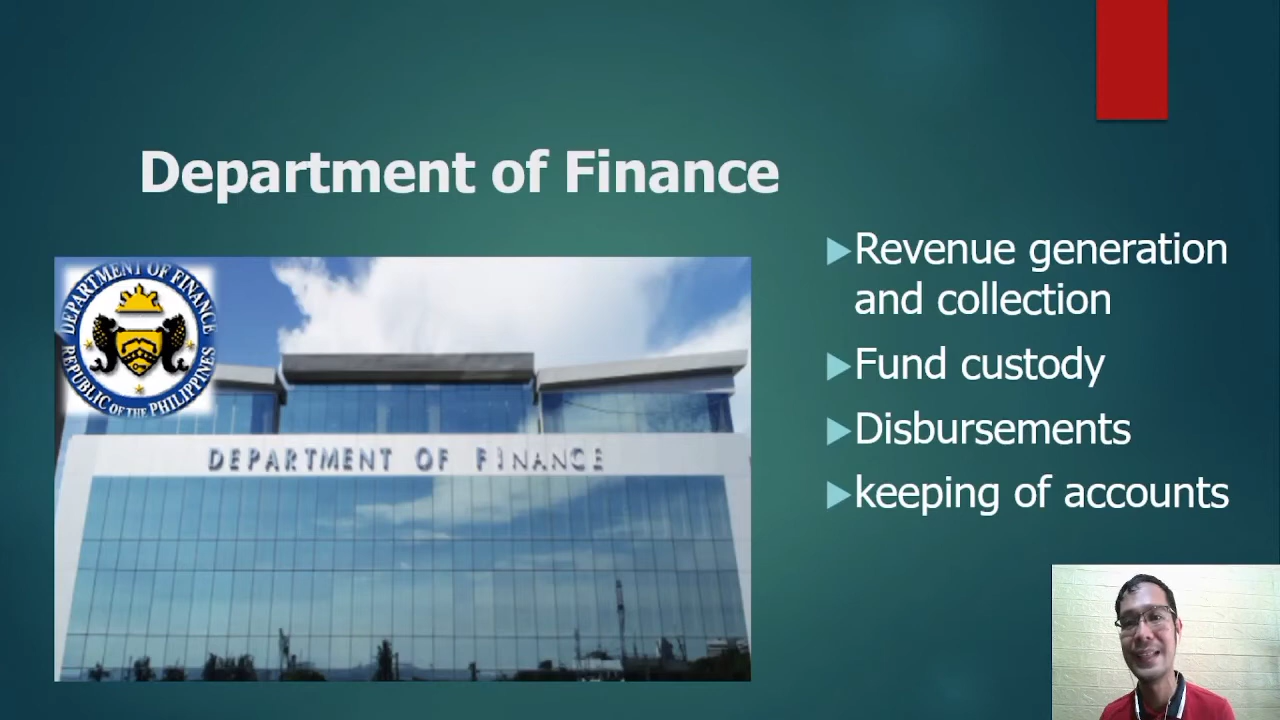 Department of Finance
Revenue generation
and collection
Fund custody
Disbursements
keeping of accounts
DEPARTMENT OF FINANCE
REPUBLIC OF THE PHILIPPINES
DEPARTMENT OF FINANCE